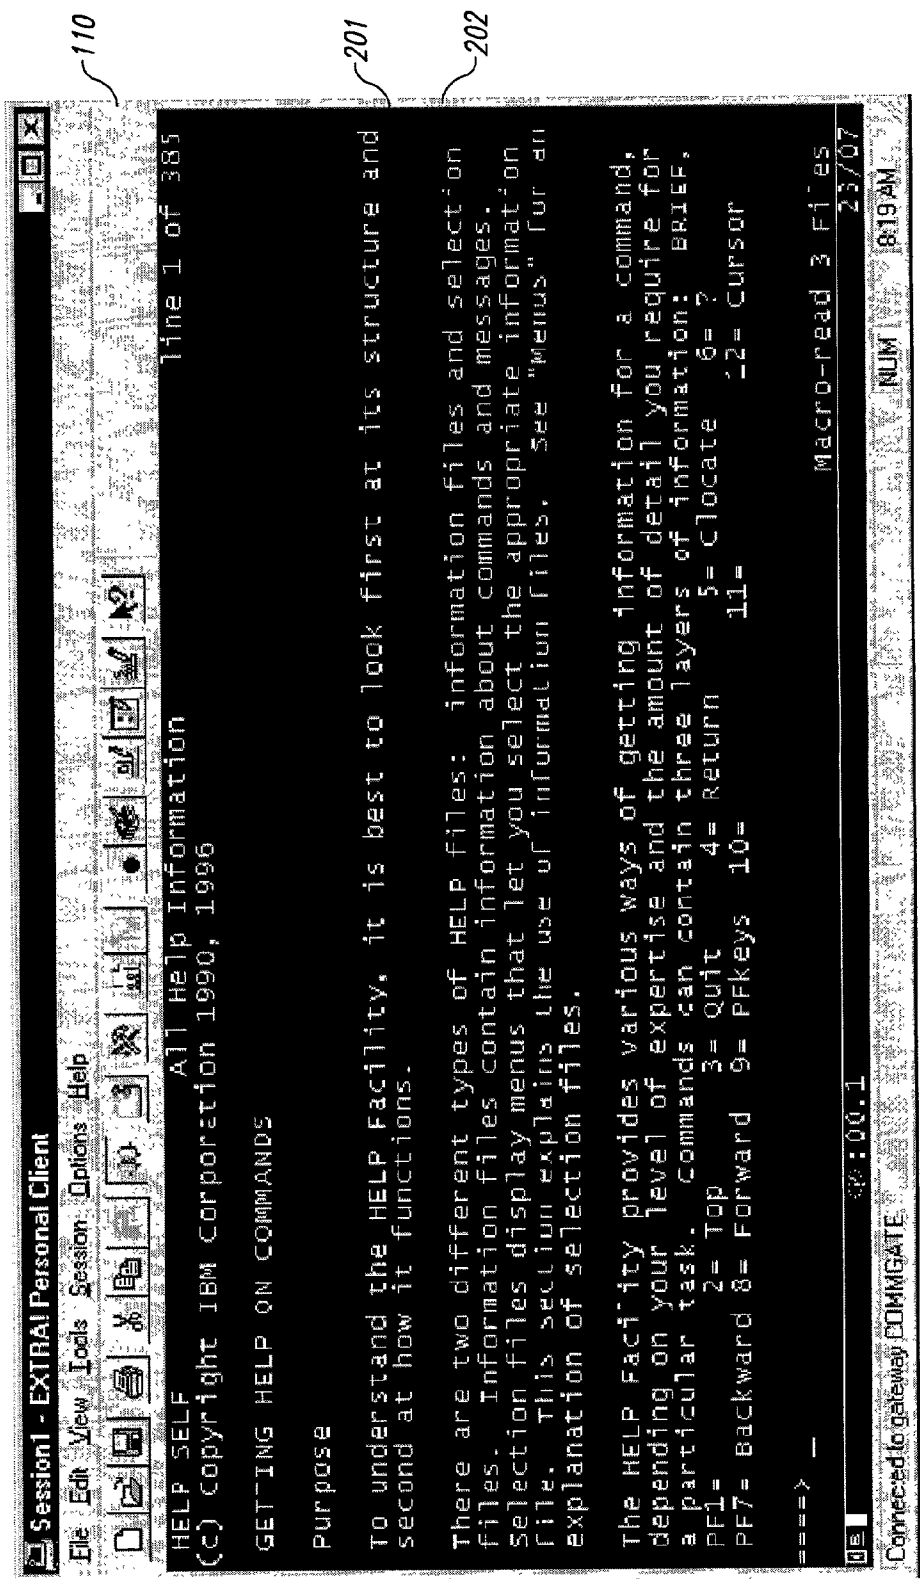 110
201
202
Session1 - EXTRA! Personal Client
File Edit View Tools Session Options Help
HELP SELF All Help Information line 1 of 385
(c) Copyright IBM Corporation 1990, 1996
GETTING HELP ON COMMANDS
Purpose
To understand the HELP Facility, it is best to look first at its structure and
second at how it functions.
There are two different types of HELP files: information files and selection
files. Information files contain information about commands and messages.
Selection files display menus that let you select the appropriate information
file. This section explains the use of information files. See "Menus" for an
explanation of selection files.
The HELP Facility provides various ways of getting information for a command,
depending on your level of expertise and the amount of detail you require for
a particular task. Commands can contain three layers of information: BRIEF,
PF1= 2= Top 3= Quit 4= Return 5= Clocate 6= ?
PF7= Backward 8= Forward 9= PFkeys 10= 11= 12= Cursor
====> _
Macro-read 3 Files
:00.1 23/07
Connected to gateway COMMGATE NUM 8:19 AM